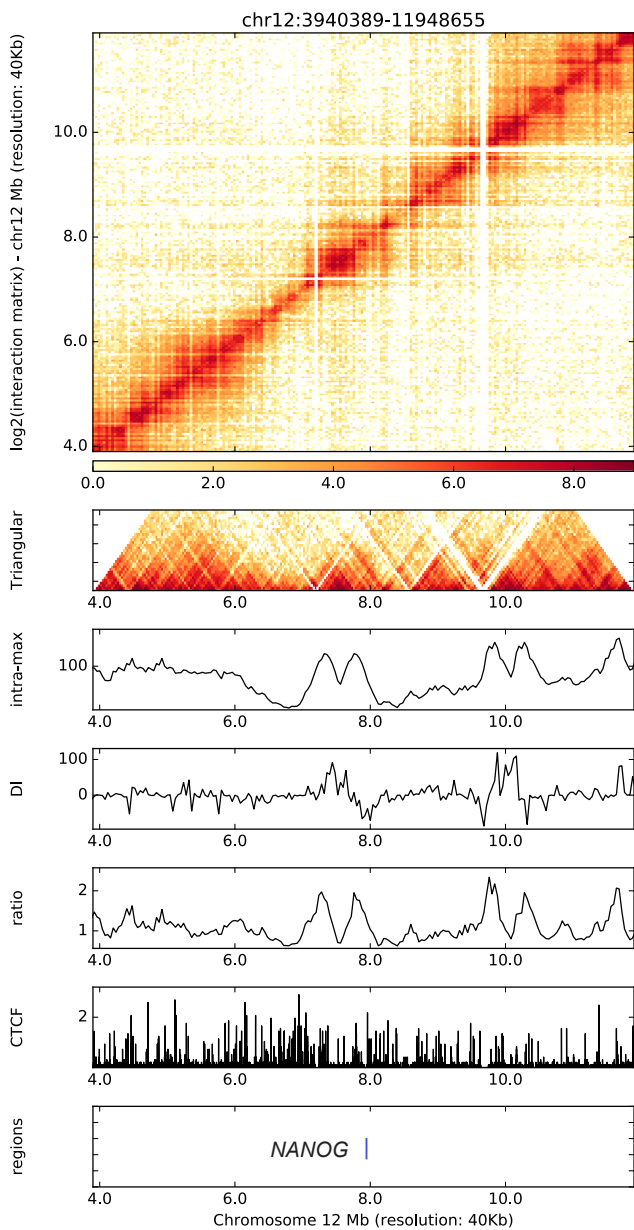 chr12:3940389-11948655
log2(interaction matrix) - chr12 Mb (resolution: 40Kb)
10.0
8.0
6.0
4.0
0.0 2.0 4.0 6.0 8.0
Triangular
4.0 6.0 8.0 10.0
intra-max
100
4.0 6.0 8.0 10.0
DI
100
0
4.0 6.0 8.0 10.0
ratio
2
1
4.0 6.0 8.0 10.0
CTCF
2
4.0 6.0 8.0 10.0
regions
NANOG
4.0 6.0 8.0 10.0
Chromosome 12 Mb (resolution: 40Kb)